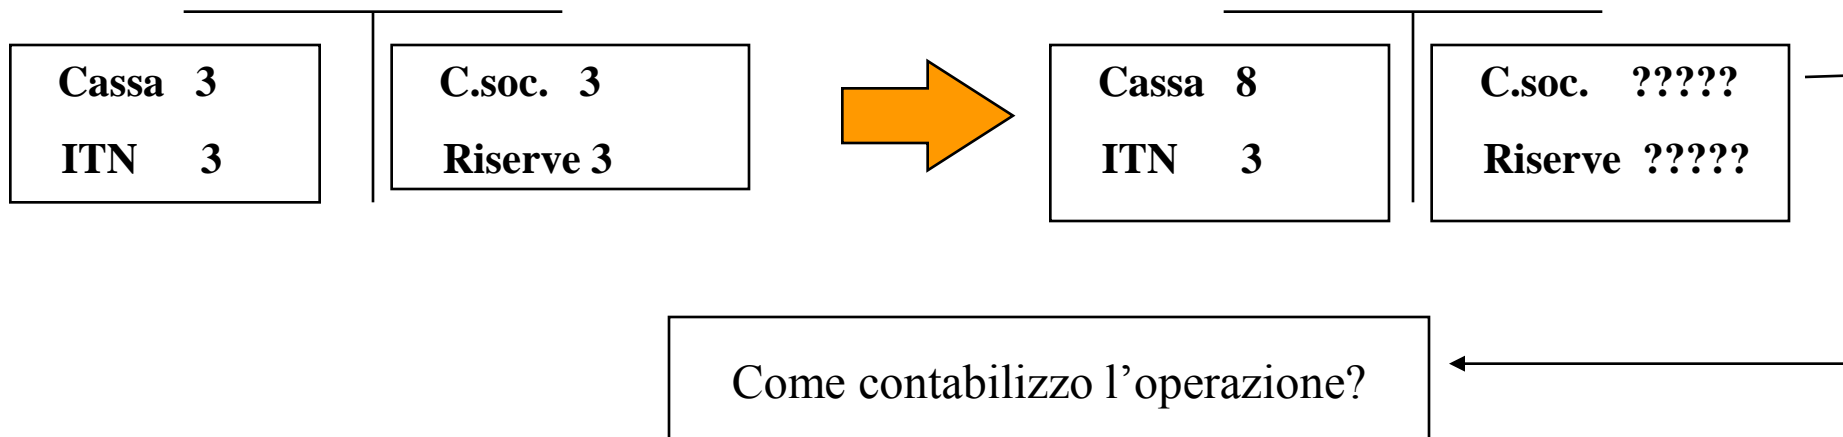 Cassa 3
ITN 3
C.soc. 3
Riserve 3
Cassa 8
ITN 3
C.soc. ?????
Riserve ?????
Come contabilizzo l’operazione?